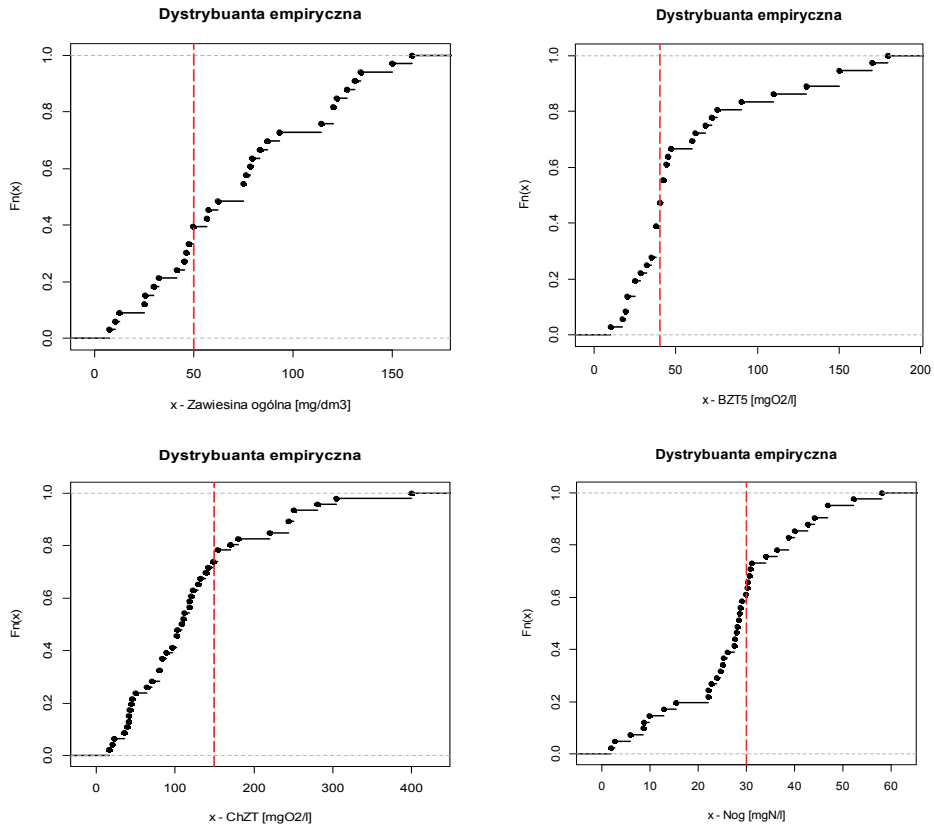 Dystrybuanta empiryczna
Fn(x)
0.0 0.2 0.4 0.6 0.8 1.0
0 50 100 150
x - Zawiesina ogólna [mg/dm3]
Dystrybuanta empiryczna
Fn(x)
0.0 0.2 0.4 0.6 0.8 1.0
0 50 100 150 200
x - BZT5 [mgO2/l]
Dystrybuanta empiryczna
Fn(x)
0.0 0.2 0.4 0.6 0.8 1.0
0 100 200 300 400
x - ChZT [mgO2/l]
Dystrybuanta empiryczna
Fn(x)
0.0 0.2 0.4 0.6 0.8 1.0
0 10 20 30 40 50 60
x - Nog [mgN/l]